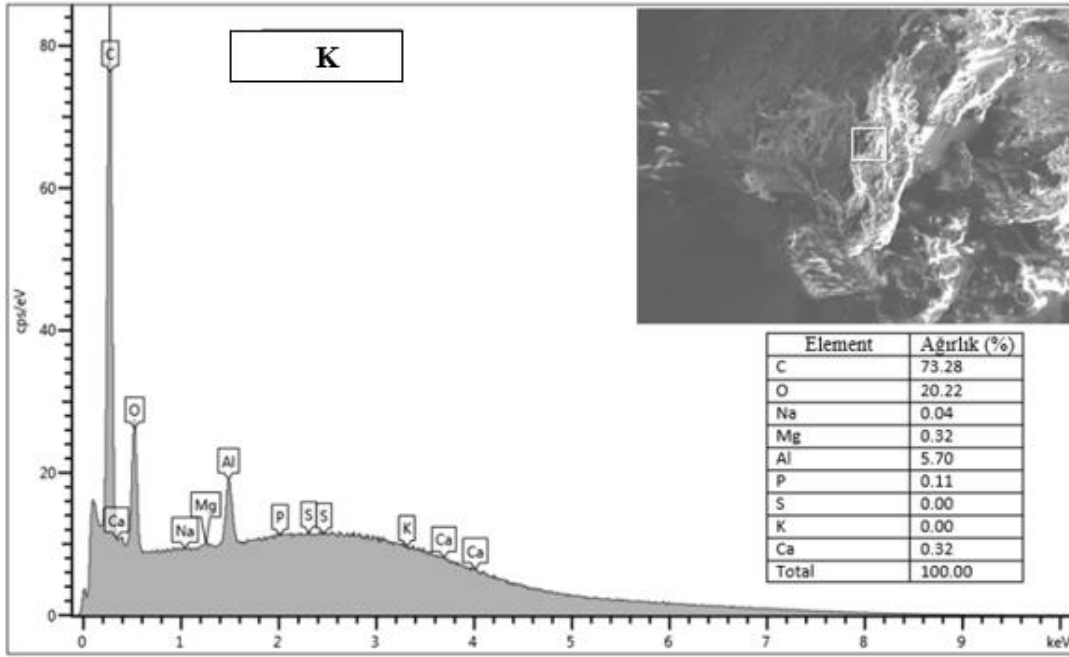 K
cps/eV
80
60
40
20
0
C
O
Ca
Na
Mg
Al
P
S
S
K
Ca
Ca
0 1 2 3 4 5 6 7 8 9 keV
Element Ağırlık (%)
C 73.28
O 20.22
Na 0.04
Mg 0.32
Al 5.70
P 0.11
S 0.00
K 0.00
Ca 0.32
Total 100.00